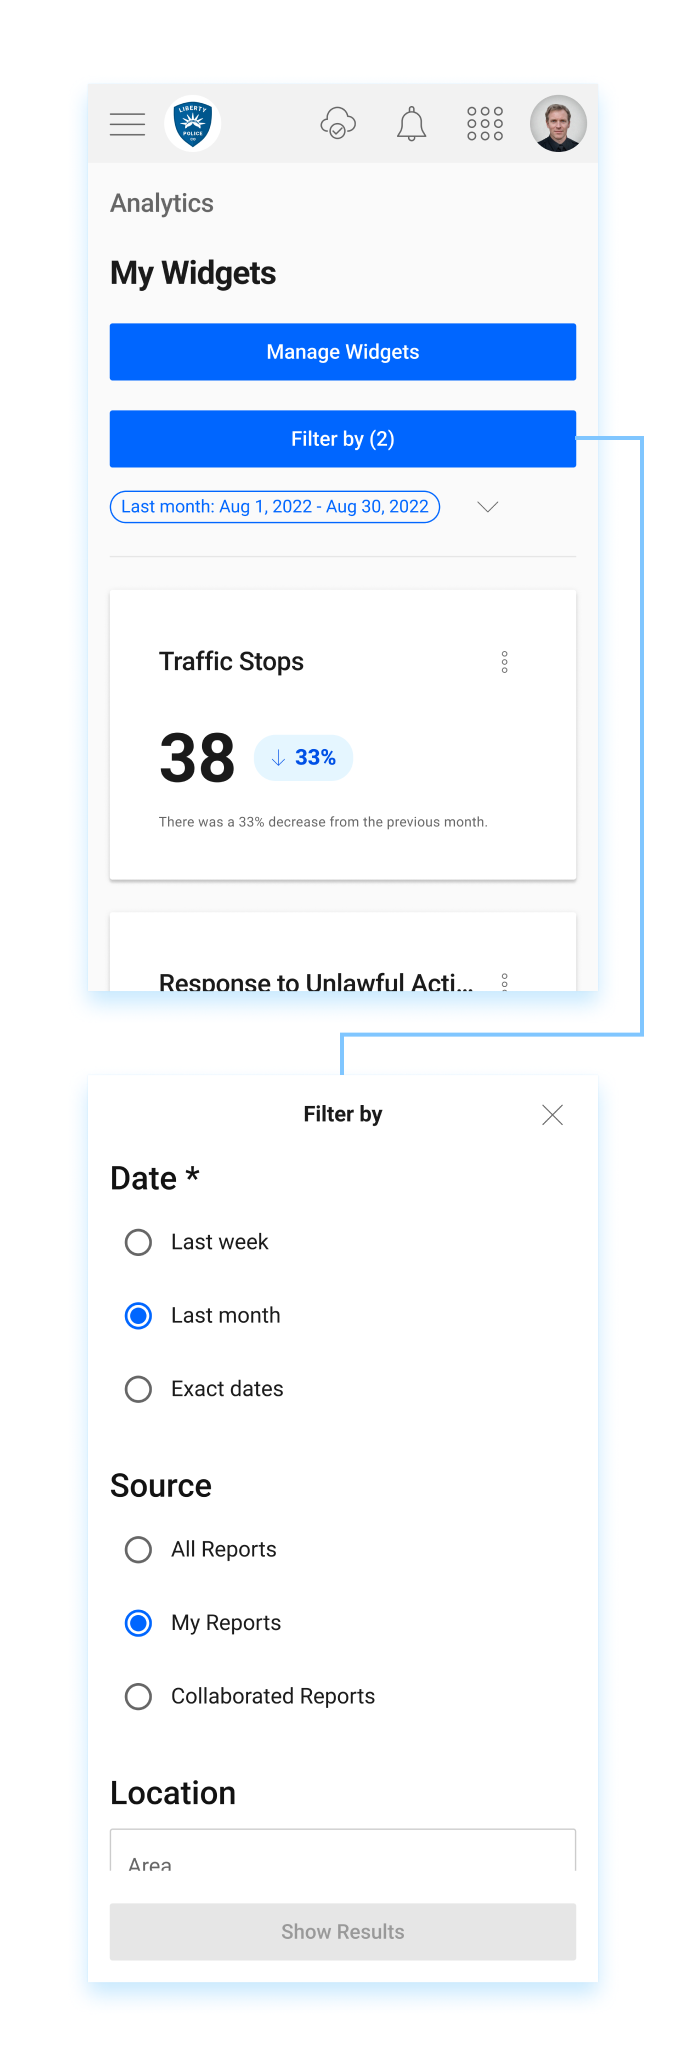 LIBERTY
POLICE
CO
Analytics
My Widgets
Manage Widgets
Filter by (2)
Last month: Aug 1, 2022 - Aug 30, 2022
Traffic Stops
38
33%
There was a 33% decrease from the previous month.
Response to Unlawful Acti...
Filter by
Date *
Last week
Last month
Exact dates
Source
All Reports
My Reports
Collaborated Reports
Location
Area
Show Results